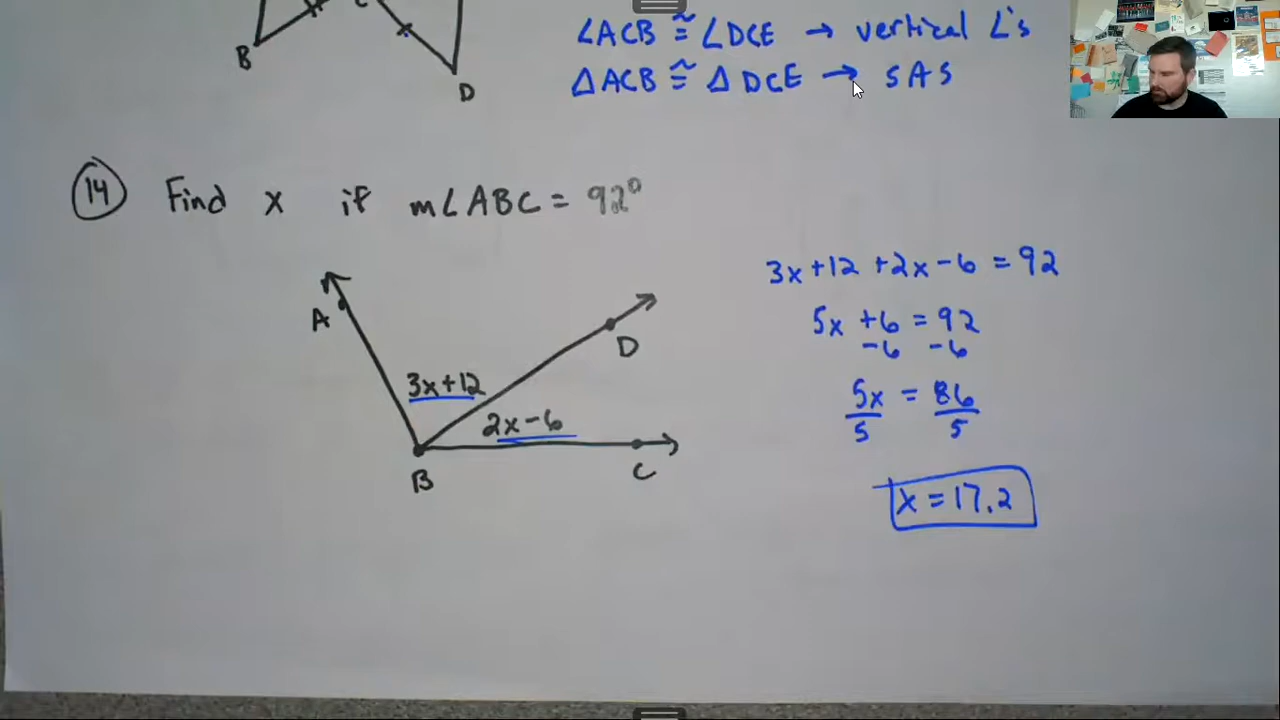 ∠ACB ≅ ∠DCE → vertical ∠'s
B
D
ΔACB ≅ ΔDCE → SAS
14 Find x if m∠ABC = 92°
3x+12 +2x-6 = 92
A
D
5x +6 = 92
-6 -6
3x+12
5x = 86
5 5
2x-6
B
C
x = 17.2